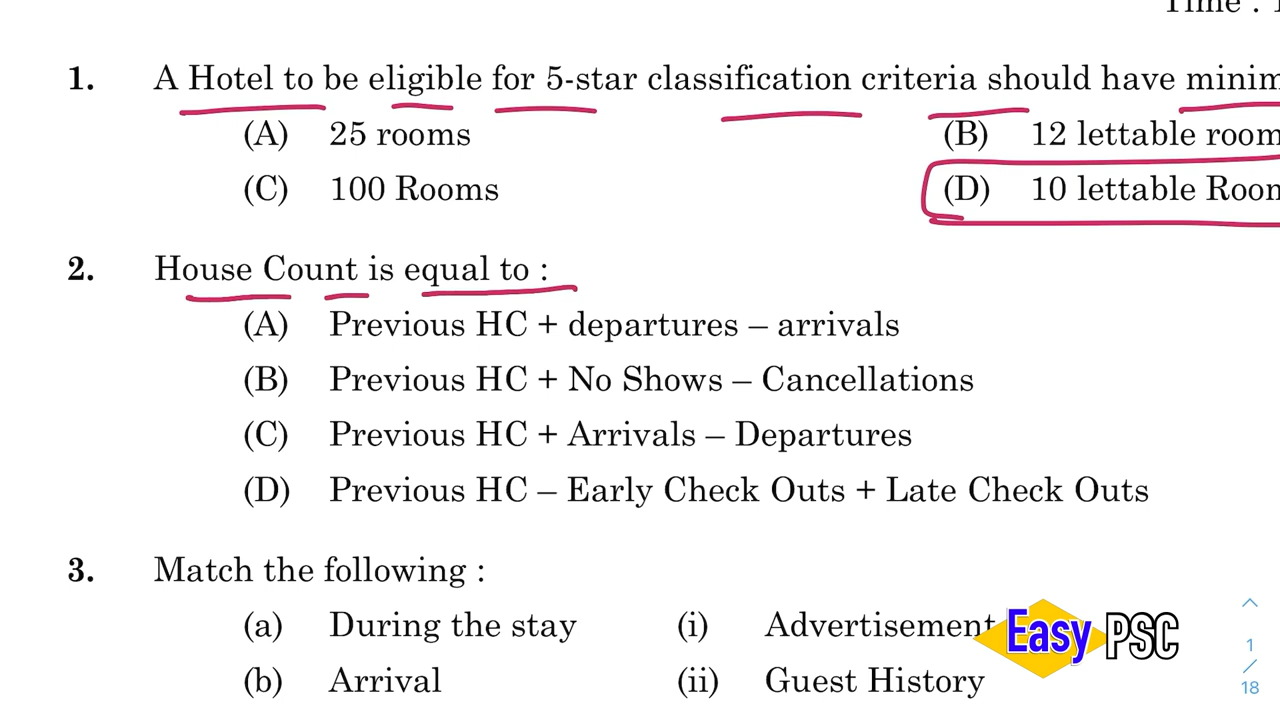 Time : 1
1. A Hotel to be eligible for 5-star classification criteria should have minim
(A) 25 rooms (B) 12 lettable room
(C) 100 Rooms (D) 10 lettable Room
2. House Count is equal to :
(A) Previous HC + departures – arrivals
(B) Previous HC + No Shows – Cancellations
(C) Previous HC + Arrivals – Departures
(D) Previous HC – Early Check Outs + Late Check Outs
3. Match the following :
(a) During the stay (i) Advertisement
(b) Arrival (ii) Guest History
Easy PSC
1
/
18